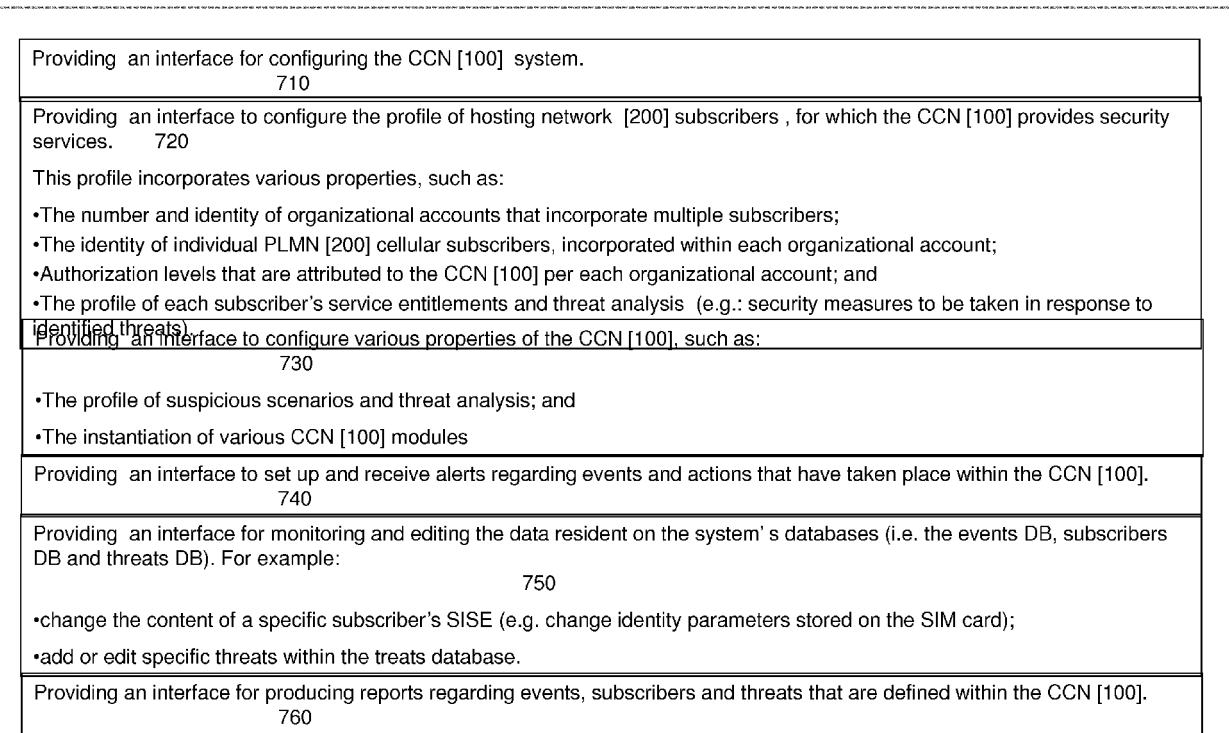 Providing an interface for configuring the CCN [100] system.
710
Providing an interface to configure the profile of hosting network [200] subscribers , for which the CCN [100] provides security
services. 720
This profile incorporates various properties, such as:
•The number and identity of organizational accounts that incorporate multiple subscribers;
•The identity of individual PLMN [200] cellular subscribers, incorporated within each organizational account;
•Authorization levels that are attributed to the CCN [100] per each organizational account; and
•The profile of each subscriber's service entitlements and threat analysis (e.g.: security measures to be taken in response to
identified threats).
Providing an interface to configure various properties of the CCN [100], such as:
730
•The profile of suspicious scenarios and threat analysis; and
•The instantiation of various CCN [100] modules
Providing an interface to set up and receive alerts regarding events and actions that have taken place within the CCN [100].
740
Providing an interface for monitoring and editing the data resident on the system' s databases (i.e. the events DB, subscribers
DB and threats DB). For example:
750
•change the content of a specific subscriber's SISE (e.g. change identity parameters stored on the SIM card);
•add or edit specific threats within the treats database.
Providing an interface for producing reports regarding events, subscribers and threats that are defined within the CCN [100].
760